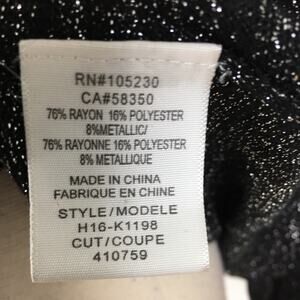 RN#105230
CA#58350
76% RAYON 16% POLYESTER
8%METALLIC/
76% RAYONNE 16% POLYESTER
8% METALLIQUE
MADE IN CHINA
FABRIQUE EN CHINE
STYLE/MODELE
H16-K1198
CUT/COUPE
410759